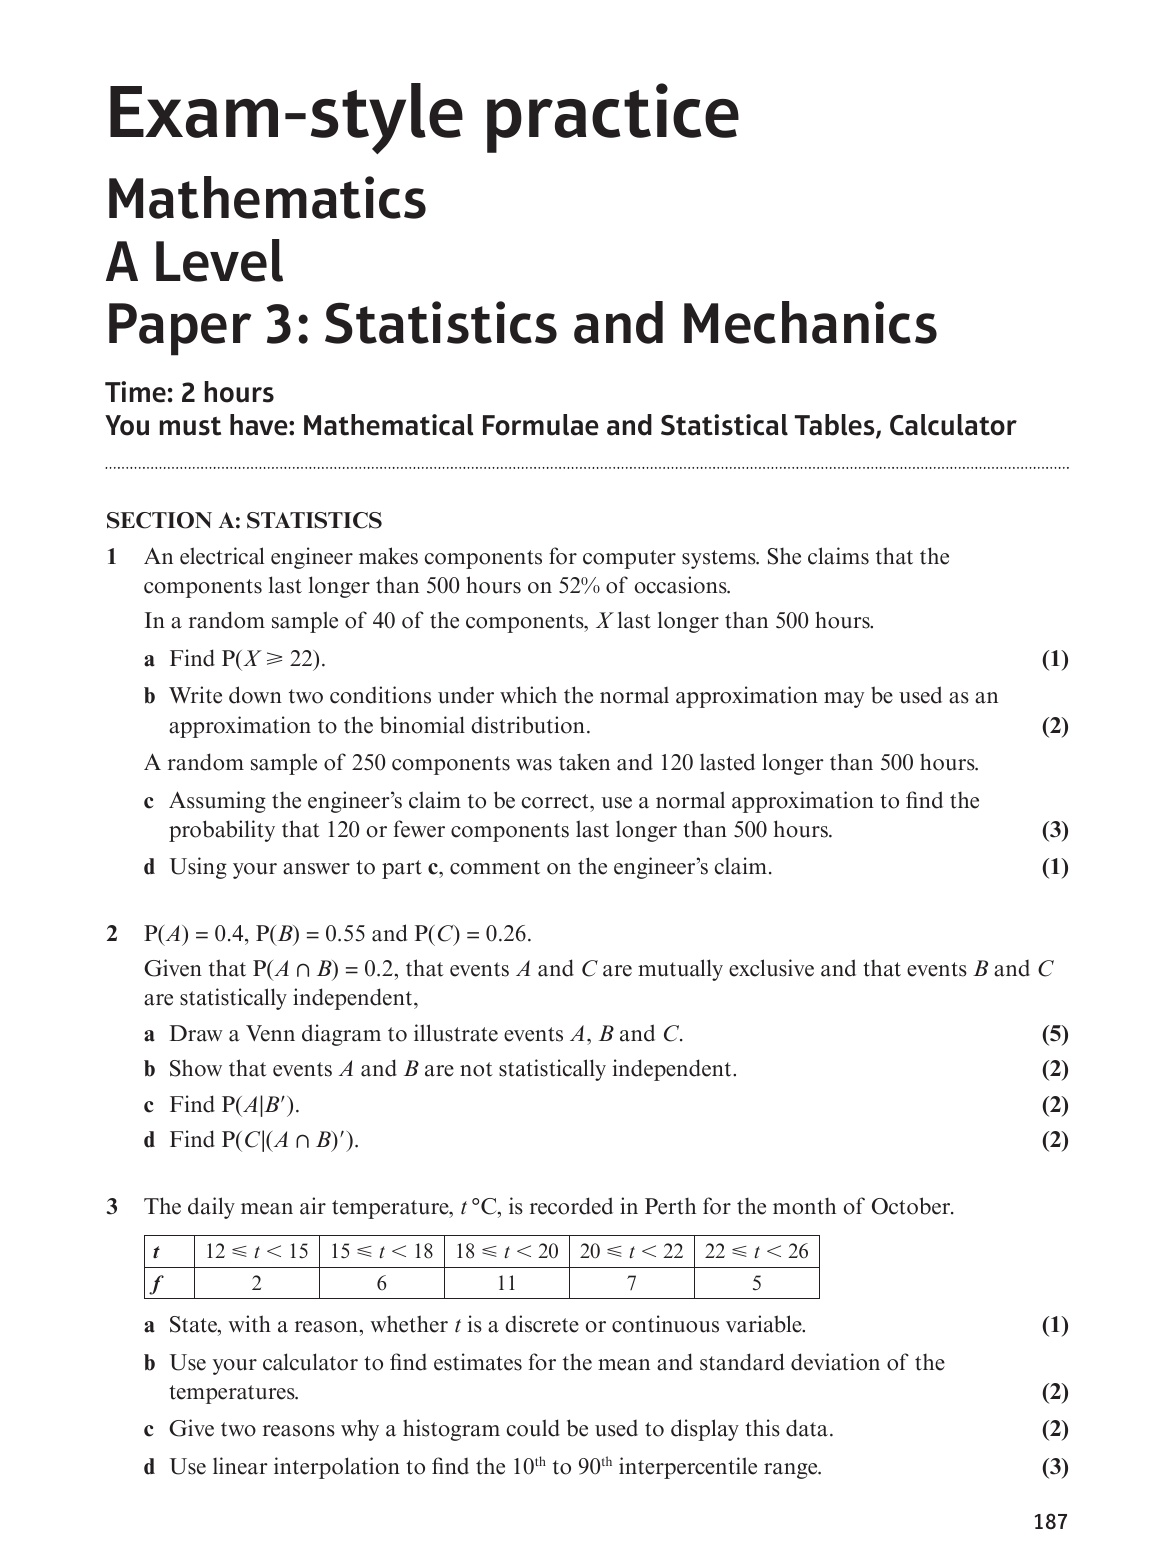 Exam-style practice
Mathematics
A Level
Paper 3: Statistics and Mechanics
Time: 2 hours
You must have: Mathematical Formulae and Statistical Tables, Calculator
SECTION A: STATISTICS
1 An electrical engineer makes components for computer systems. She claims that the
components last longer than 500 hours on 52% of occasions.
In a random sample of 40 of the components, X last longer than 500 hours.
a Find P(X ⩾ 22). (1)
b Write down two conditions under which the normal approximation may be used as an
approximation to the binomial distribution. (2)
A random sample of 250 components was taken and 120 lasted longer than 500 hours.
c Assuming the engineer's claim to be correct, use a normal approximation to find the
probability that 120 or fewer components last longer than 500 hours. (3)
d Using your answer to part c, comment on the engineer's claim. (1)
2 P(A) = 0.4, P(B) = 0.55 and P(C) = 0.26.
Given that P(A ∩ B) = 0.2, that events A and C are mutually exclusive and that events B and C
are statistically independent,
a Draw a Venn diagram to illustrate events A, B and C. (5)
b Show that events A and B are not statistically independent. (2)
c Find P(A|B′). (2)
d Find P(C|(A ∩ B)′). (2)
3 The daily mean air temperature, t °C, is recorded in Perth for the month of October.
t 12 ⩽ t < 15 15 ⩽ t < 18 18 ⩽ t < 20 20 ⩽ t < 22 22 ⩽ t < 26
f 2 6 11 7 5
a State, with a reason, whether t is a discrete or continuous variable. (1)
b Use your calculator to find estimates for the mean and standard deviation of the
temperatures. (2)
c Give two reasons why a histogram could be used to display this data. (2)
d Use linear interpolation to find the 10th to 90th interpercentile range. (3)
187